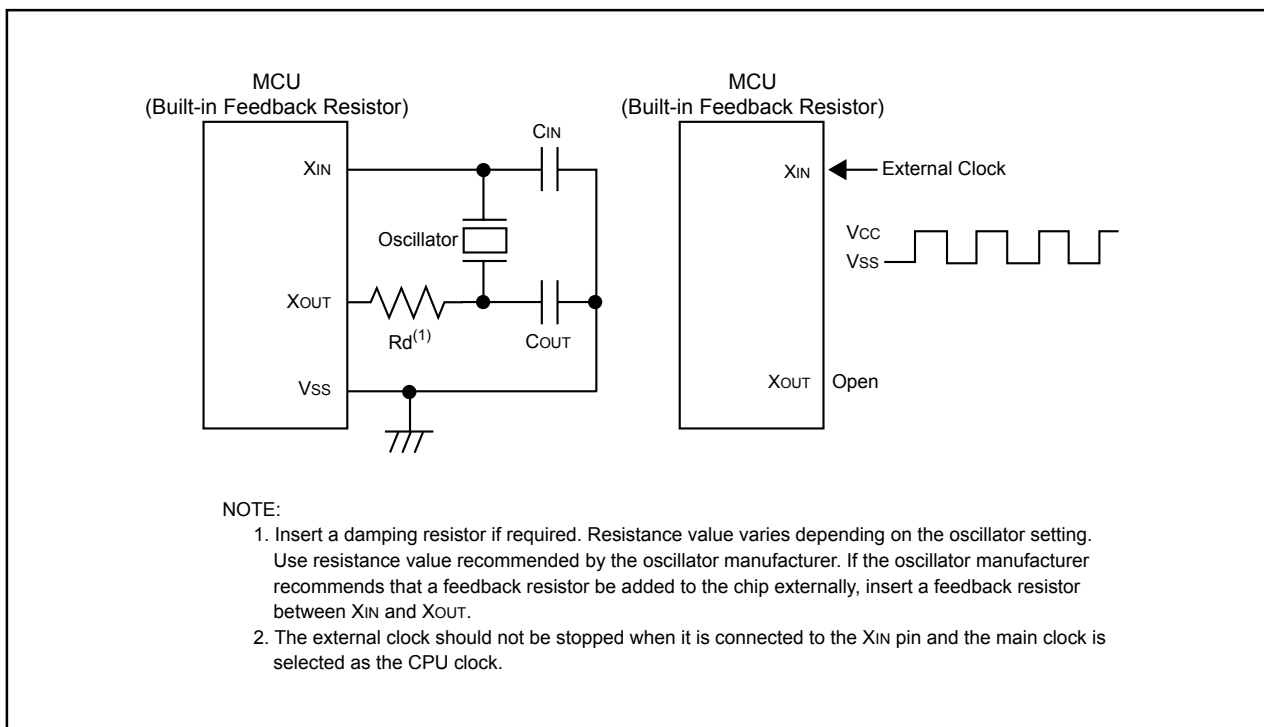 MCU
(Built-in Feedback Resistor)
XIN
CIN
Oscillator
XOUT
Rd(1)
COUT
VSS
MCU
(Built-in Feedback Resistor)
XIN
External Clock
VCC
VSS
XOUT
Open
NOTE:
1. Insert a damping resistor if required. Resistance value varies depending on the oscillator setting.
Use resistance value recommended by the oscillator manufacturer. If the oscillator manufacturer
recommends that a feedback resistor be added to the chip externally, insert a feedback resistor
between XIN and XOUT.
2. The external clock should not be stopped when it is connected to the XIN pin and the main clock is
selected as the CPU clock.